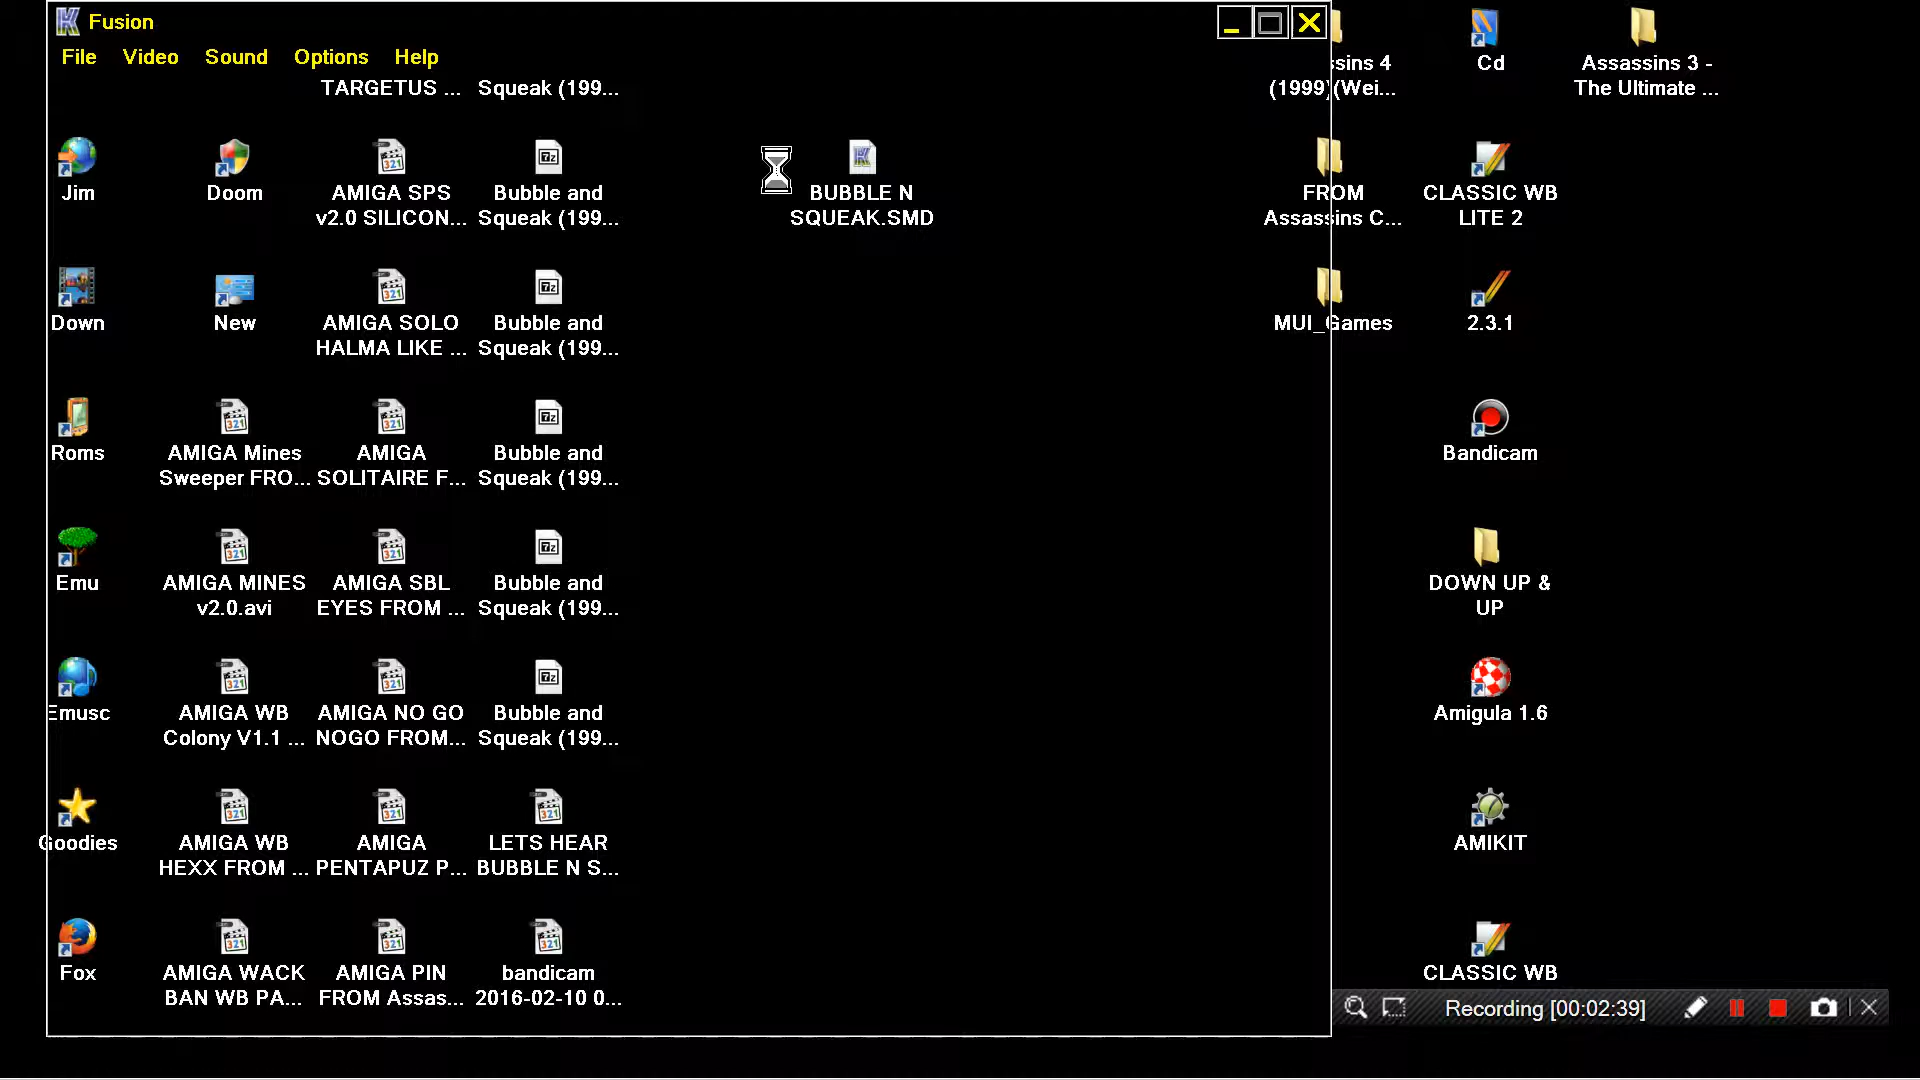 Fusion
File Video Sound Options Help
TARGETUS ...
Squeak (199...
Jim
Doom
AMIGA SPS
v2.0 SILICON...
Bubble and
Squeak (199...
BUBBLE N
SQUEAK.SMD
Down
New
AMIGA SOLO
HALMA LIKE ...
Bubble and
Squeak (199...
Roms
AMIGA Mines
Sweeper FRO...
AMIGA
SOLITAIRE F...
Bubble and
Squeak (199...
Emu
AMIGA MINES
v2.0.avi
AMIGA SBL
EYES FROM ...
Bubble and
Squeak (199...
Emusc
AMIGA WB
Colony V1.1 ...
AMIGA NO GO
NOGO FROM...
Bubble and
Squeak (199...
Goodies
AMIGA WB
HEXX FROM ...
AMIGA
PENTAPUZ P...
LETS HEAR
BUBBLE N S...
Fox
AMIGA WACK
BAN WB PA...
AMIGA PIN
FROM Assas...
bandicam
2016-02-10 0...
ssins 4
(1999)(Wei...
Cd
Assassins 3 -
The Ultimate ...
FROM
Assassins C...
CLASSIC WB
LITE 2
MUI_Games
2.3.1
Bandicam
DOWN UP &
UP
Amigula 1.6
AMIKIT
CLASSIC WB
Recording [00:02:39]